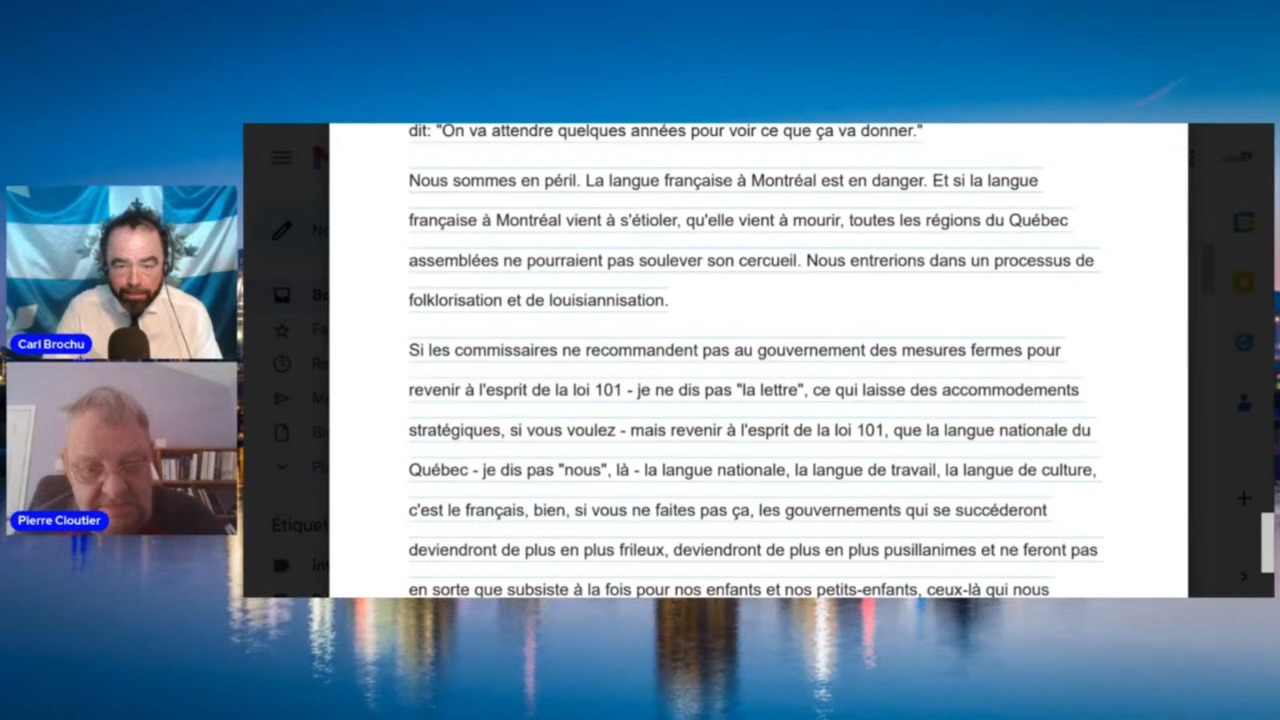 dit: "On va attendre quelques années pour voir ce que ça va donner."
Nous sommes en péril. La langue française à Montréal est en danger. Et si la langue
française à Montréal vient à s'étioler, qu'elle vient à mourir, toutes les régions du Québec
assemblées ne pourraient pas soulever son cercueil. Nous entrerions dans un processus de
folklorisation et de louisiannisation.
Si les commissaires ne recommandent pas au gouvernement des mesures fermes pour
revenir à l'esprit de la loi 101 - je ne dis pas "la lettre", ce qui laisse des accommodements
stratégiques, si vous voulez - mais revenir à l'esprit de la loi 101, que la langue nationale du
Québec - je dis pas "nous", là - la langue nationale, la langue de travail, la langue de culture,
c'est le français, bien, si vous ne faites pas ça, les gouvernements qui se succéderont
deviendront de plus en plus frileux, deviendront de plus en plus pusillanimes et ne feront pas
en sorte que subsiste à la fois pour nos enfants et nos petits-enfants, ceux-là qui nous
Carl Brochu
Pierre Cloutier
Étiquet